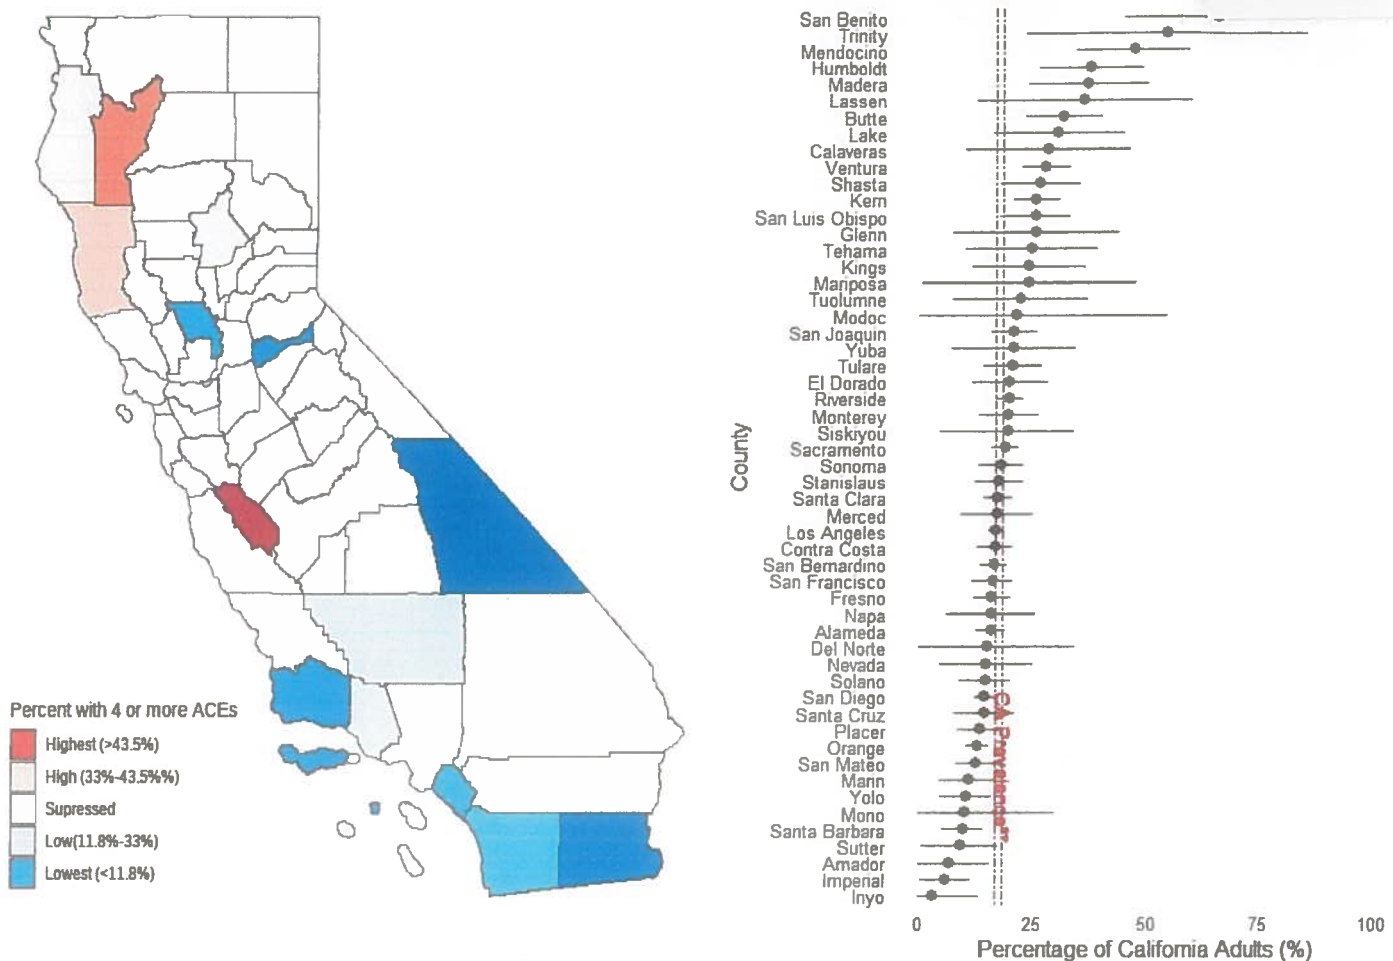 Percent with 4 or more ACEs
Highest (>43.5%)
High (33%-43.5%%)
Supressed
Low(11.8%-33%)
Lowest (<11.8%)
County
San Benito
Trinity
Mendocino
Humboldt
Madera
Lassen
Butte
Lake
Calaveras
Ventura
Shasta
Kern
San Luis Obispo
Glenn
Tehama
Kings
Mariposa
Tuolumne
Modoc
San Joaquin
Yuba
Tulare
El Dorado
Riverside
Monterey
Siskiyou
Sacramento
Sonoma
Stanislaus
Santa Clara
Merced
Los Angeles
Contra Costa
San Bernardino
San Francisco
Fresno
Napa
Alameda
Del Norte
Nevada
Solano
San Diego
Santa Cruz
Placer
Orange
San Mateo
Marin
Yolo
Mono
Santa Barbara
Sutter
Amador
Imperial
Inyo
CA Prevalence**
0 25 50 75 100
Percentage of California Adults (%)